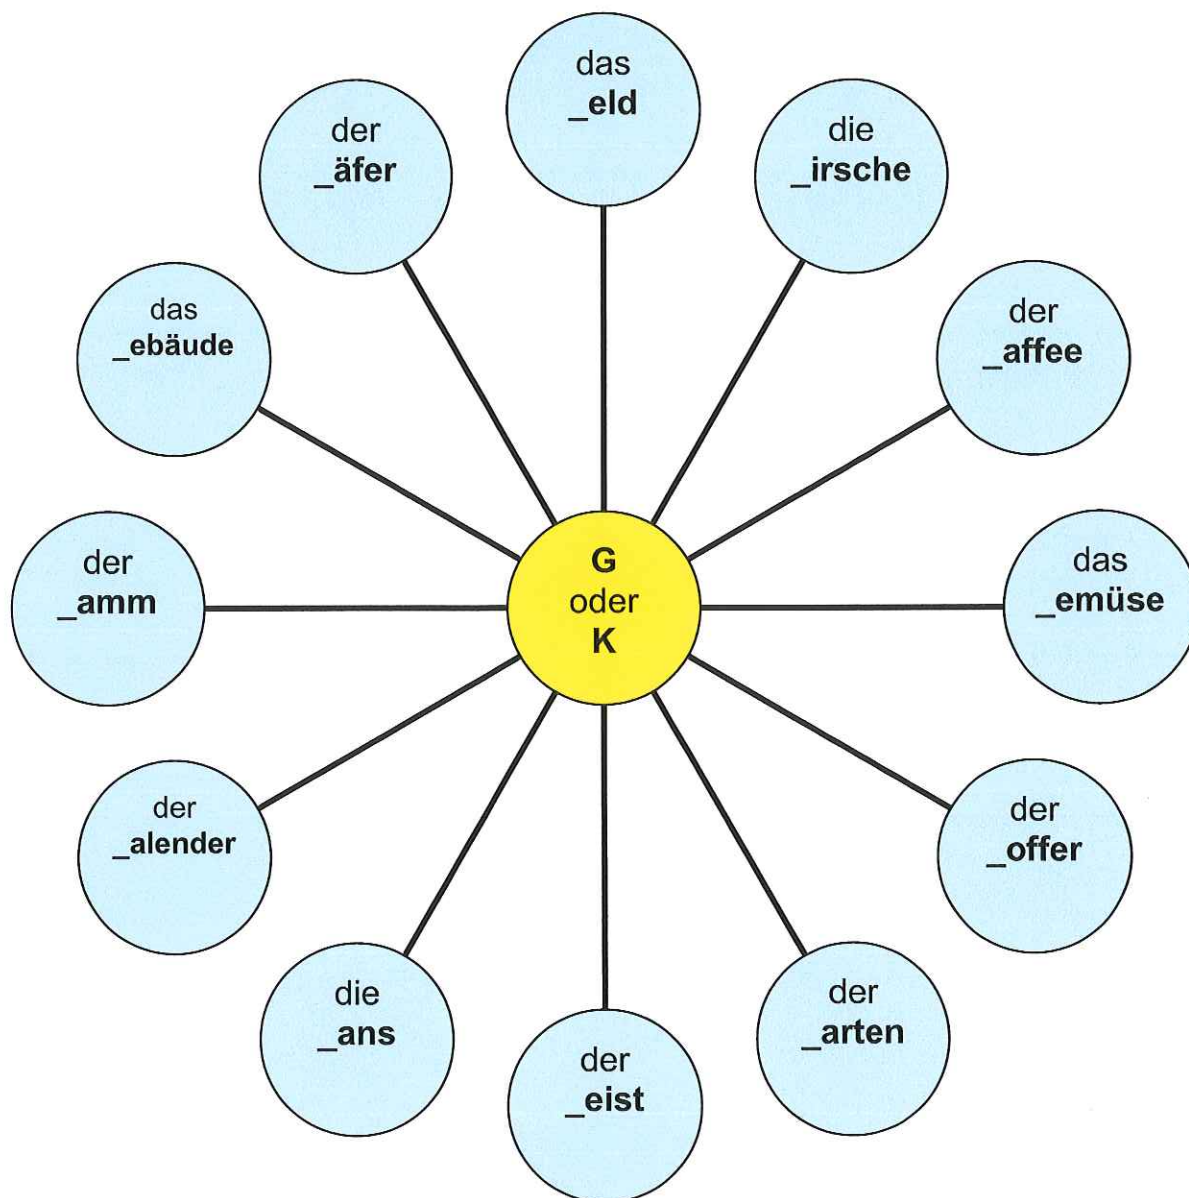 das
_eld
die
_irsche
der
_affee
das
_emüse
der
_offer
der
_arten
der
_eist
die
_ans
der
_alender
der
_amm
das
_ebäude
der
_äfer
G
oder
K